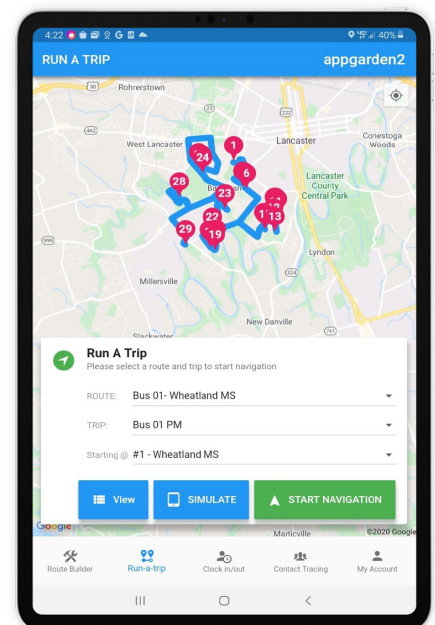 4:22 40%
RUN A TRIP appgarden2
30 Rohrerstown
23
222
462
West Lancaster Lancaster Conestoga
Woods
1
24
6
Lancaster
County
Central Park
28
23
22
13
29 19
999
Lyndon
324
Millersville
New Danville
741
Slackwater
Run A Trip
Please select a route and trip to start navigation
ROUTE: Bus 01- Wheatland MS
TRIP: Bus 01 PM
Starting @ #1 - Wheatland MS
View SIMULATE START NAVIGATION
Google Marticville ©2020 Google
Route Builder Run-a-trip Clock in/out Contact Tracing My Account